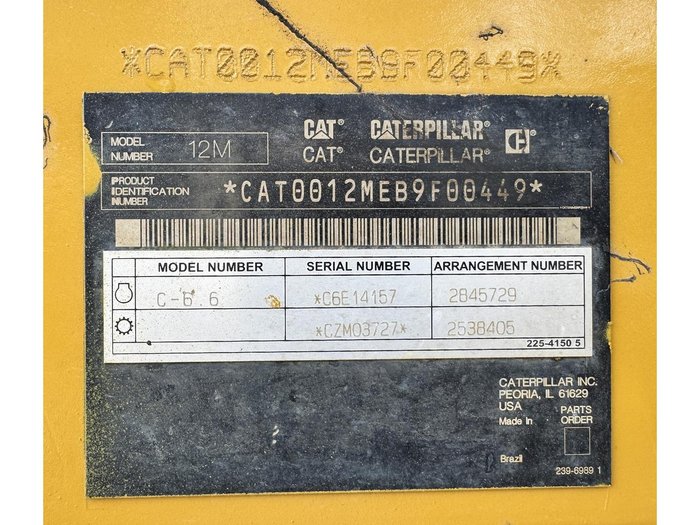 *CAT0012MEB9F00449*
MODEL NUMBER 12M
CAT® CATERPILLAR®
CAT® CATERPILLAR®
PRODUCT IDENTIFICATION NUMBER *CAT0012MEB9F00449*
MODEL NUMBER SERIAL NUMBER ARRANGEMENT NUMBER
C-6.6 *C6E14157 2845729
*CZM03727* 2538405
225-4150 5
CATERPILLAR INC.
PEORIA, IL 61629
USA
Made in
PARTS
ORDER
Brazil
239-6989 1